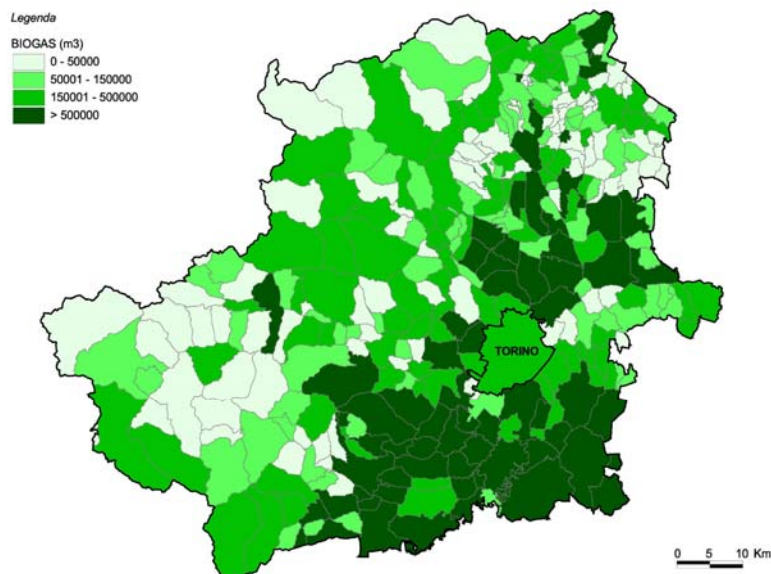 Legenda
BIOGAS (m3)
0 - 50000
50001 - 150000
150001 - 500000
> 500000
TORINO
0 5 10 Km